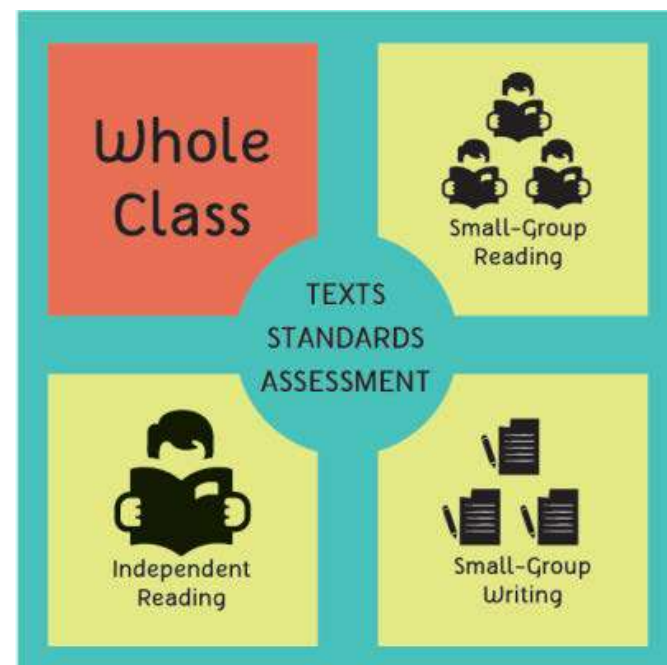 Whole
Class
Small-Group
Reading
TEXTS
STANDARDS
ASSESSMENT
Independent
Reading
Small-Group
Writing